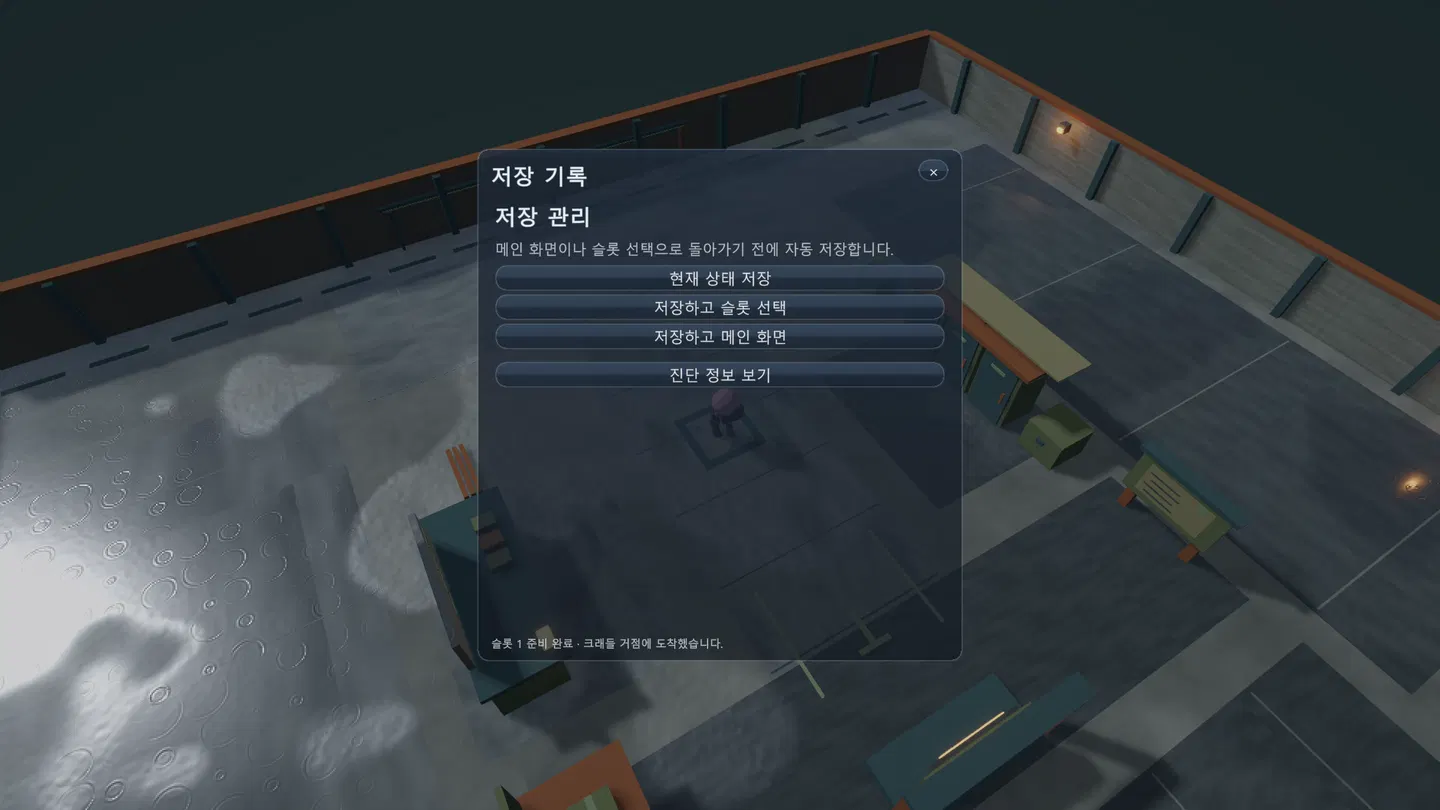 저장 기록
×
저장 관리
메인 화면이나 슬롯 선택으로 돌아가기 전에 자동 저장합니다.
현재 상태 저장
저장하고 슬롯 선택
저장하고 메인 화면
진단 정보 보기
슬롯 1 준비 완료 · 크래들 거점에 도착했습니다.